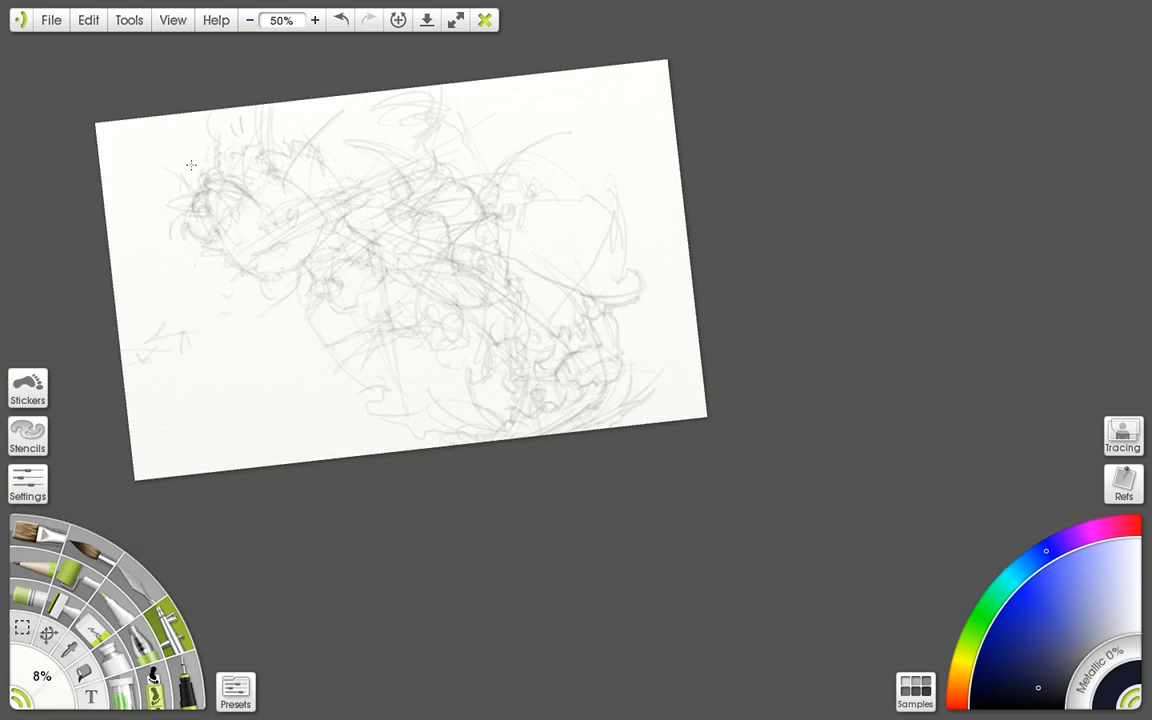 File Edit Tools View Help − 50% +
Stickers
Stencils
Settings
Tracing
Refs
8%
T
Presets
Samples
Metallic 0%